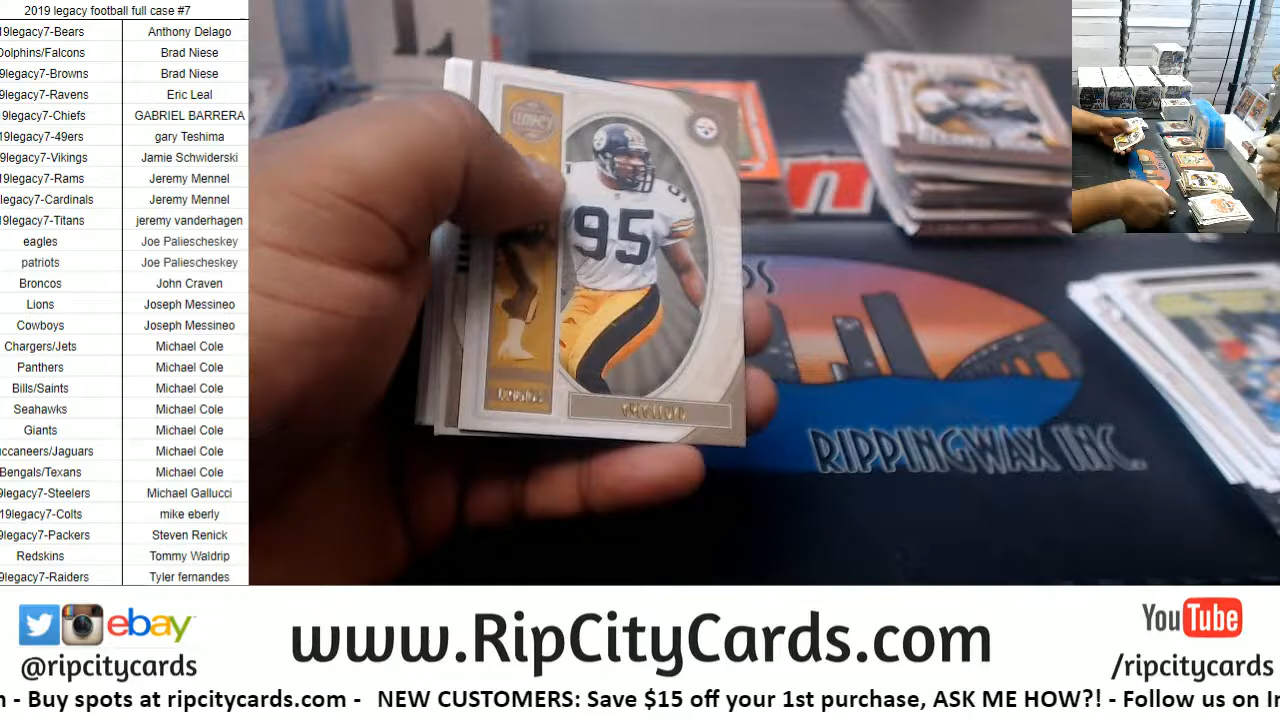 2019 legacy football full case #7
19legacy7-Bears Anthony Delago
Dolphins/Falcons Brad Niese
9legacy7-Browns Brad Niese
9legacy7-Ravens Eric Leal
19legacy7-Chiefs GABRIEL BARRERA
19legacy7-49ers gary Teshima
9legacy7-Vikings Jamie Schwiderski
19legacy7-Rams Jeremy Mennel
legacy7-Cardinals Jeremy Mennel
19legacy7-Titans jeremy vanderhagen
eagles Joe Paliescheskey
patriots Joe Paliescheskey
Broncos John Craven
Lions Joseph Messineo
Cowboys Joseph Messineo
Chargers/Jets Michael Cole
Panthers Michael Cole
Bills/Saints Michael Cole
Seahawks Michael Cole
Giants Michael Cole
uccaneers/Jaguars Michael Cole
Bengals/Texans Michael Cole
9legacy7-Steelers Michael Gallucci
19legacy7-Colts mike eberly
legacy7-Packers Steven Renick
Redskins Tommy Waldrip
9legacy7-Raiders Tyler fernandes
LEGACY
95
RIPPINGWAX INC.
ebay
@ripcitycards
www.RipCityCards.com
YouTube
/ripcitycards
n - Buy spots at ripcitycards.com - NEW CUSTOMERS: Save $15 off your 1st purchase, ASK ME HOW?! - Follow us on In